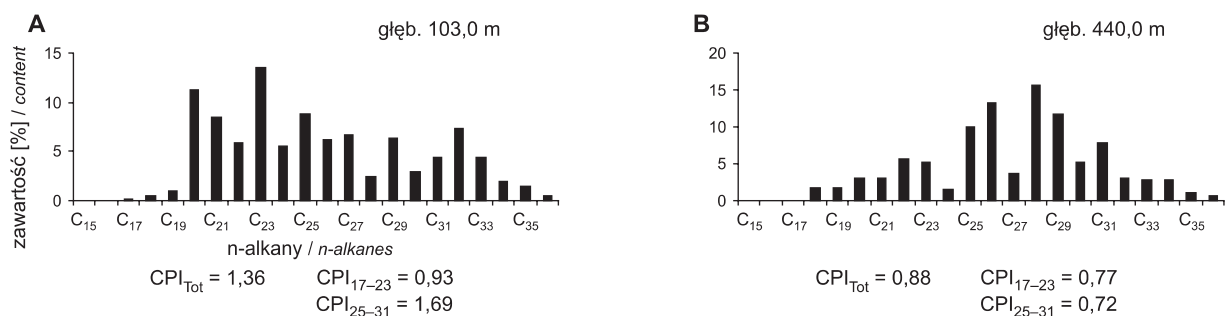 A
głęb. 103,0 m
zawartość [%] / content
15
10
5
0
C15 C17 C19 C21 C23 C25 C27 C29 C31 C33 C35
n-alkany / n-alkanes
CPITot = 1,36 CPI17–23 = 0,93
CPI25–31 = 1,69
B
głęb. 440,0 m
20
15
10
5
0
C15 C17 C19 C21 C23 C25 C27 C29 C31 C33 C35
CPITot = 0,88 CPI17–23 = 0,77
CPI25–31 = 0,72